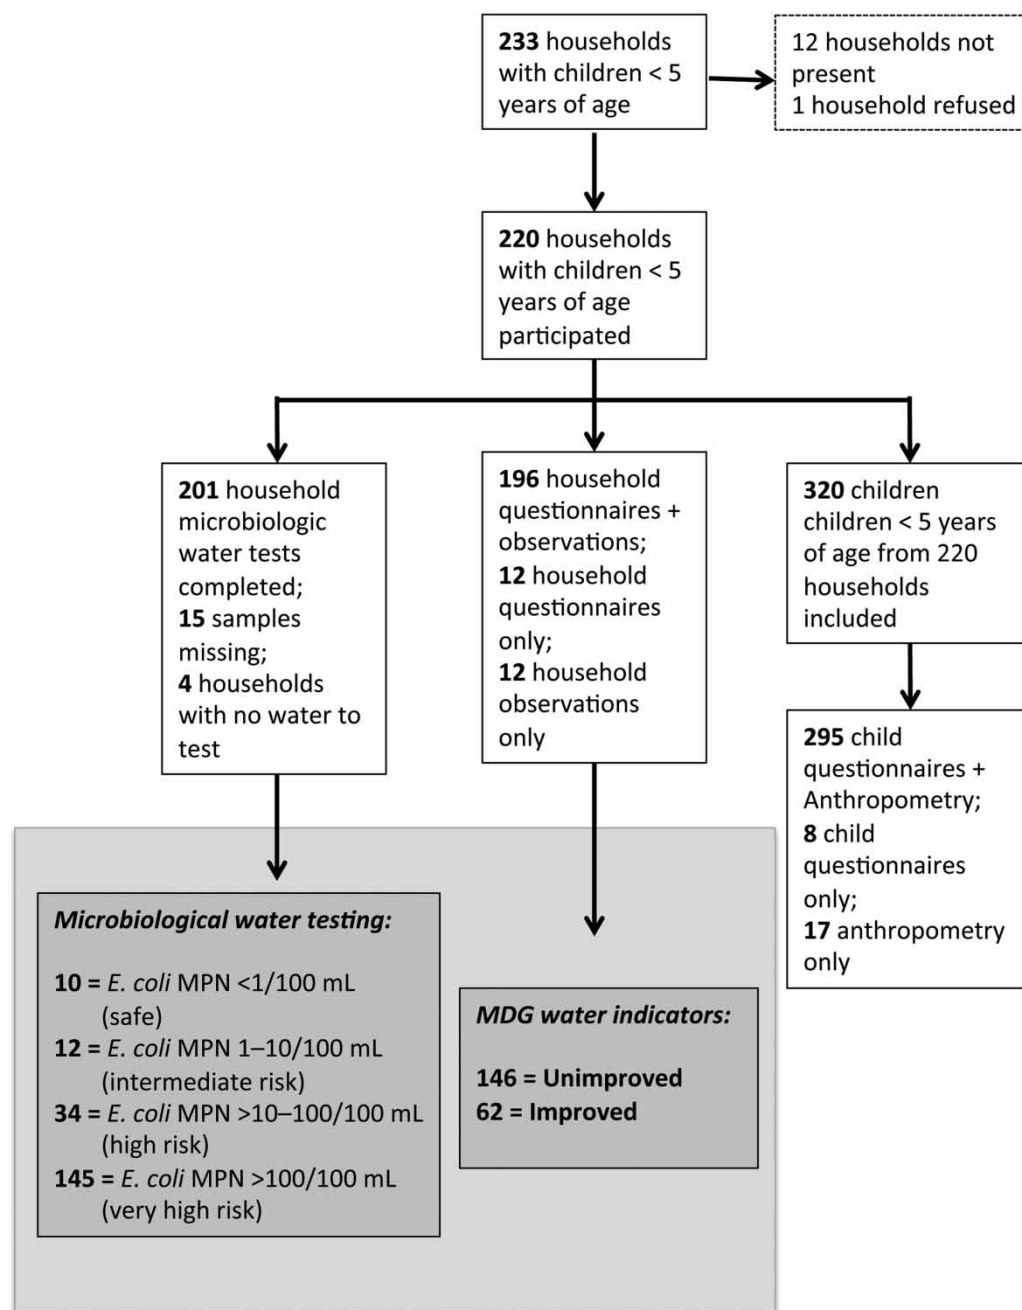 233 households
with children < 5
years of age
12 households not
present
1 household refused
220 households
with children < 5
years of age
participated
201 household
microbiologic
water tests
completed;
15 samples
missing;
4 households
with no water to
test
196 household
questionnaires +
observations;
12 household
questionnaires
only;
12 household
observations
only
320 children
children < 5 years
of age from 220
households
included
295 child
questionnaires +
Anthropometry;
8 child
questionnaires
only;
17 anthropometry
only
Microbiological water testing:
10 = E. coli MPN <1/100 mL
(safe)
12 = E. coli MPN 1–10/100 mL
(intermediate risk)
34 = E. coli MPN >10–100/100 mL
(high risk)
145 = E. coli MPN >100/100 mL
(very high risk)
MDG water indicators:
146 = Unimproved
62 = Improved